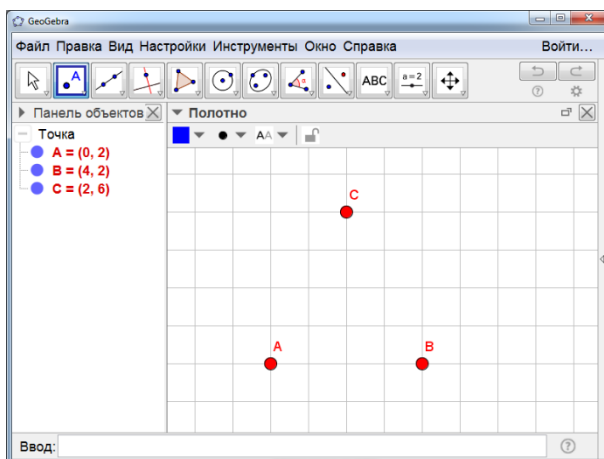 GeoGebra
Файл Правка Вид Настройки Инструменты Окно Справка Войти...
A ABC a=2
Панель объектов Полотно
Точка
A = (0, 2)
B = (4, 2)
C = (2, 6)
AA
C
A B
Ввод: